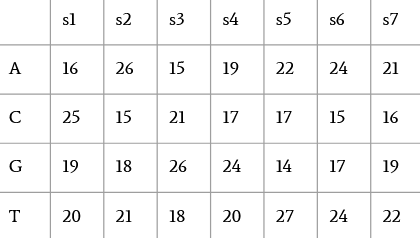 s1 s2 s3 s4 s5 s6 s7
A 16 26 15 19 22 24 21
C 25 15 21 17 17 15 16
G 19 18 26 24 14 17 19
T 20 21 18 20 27 24 22